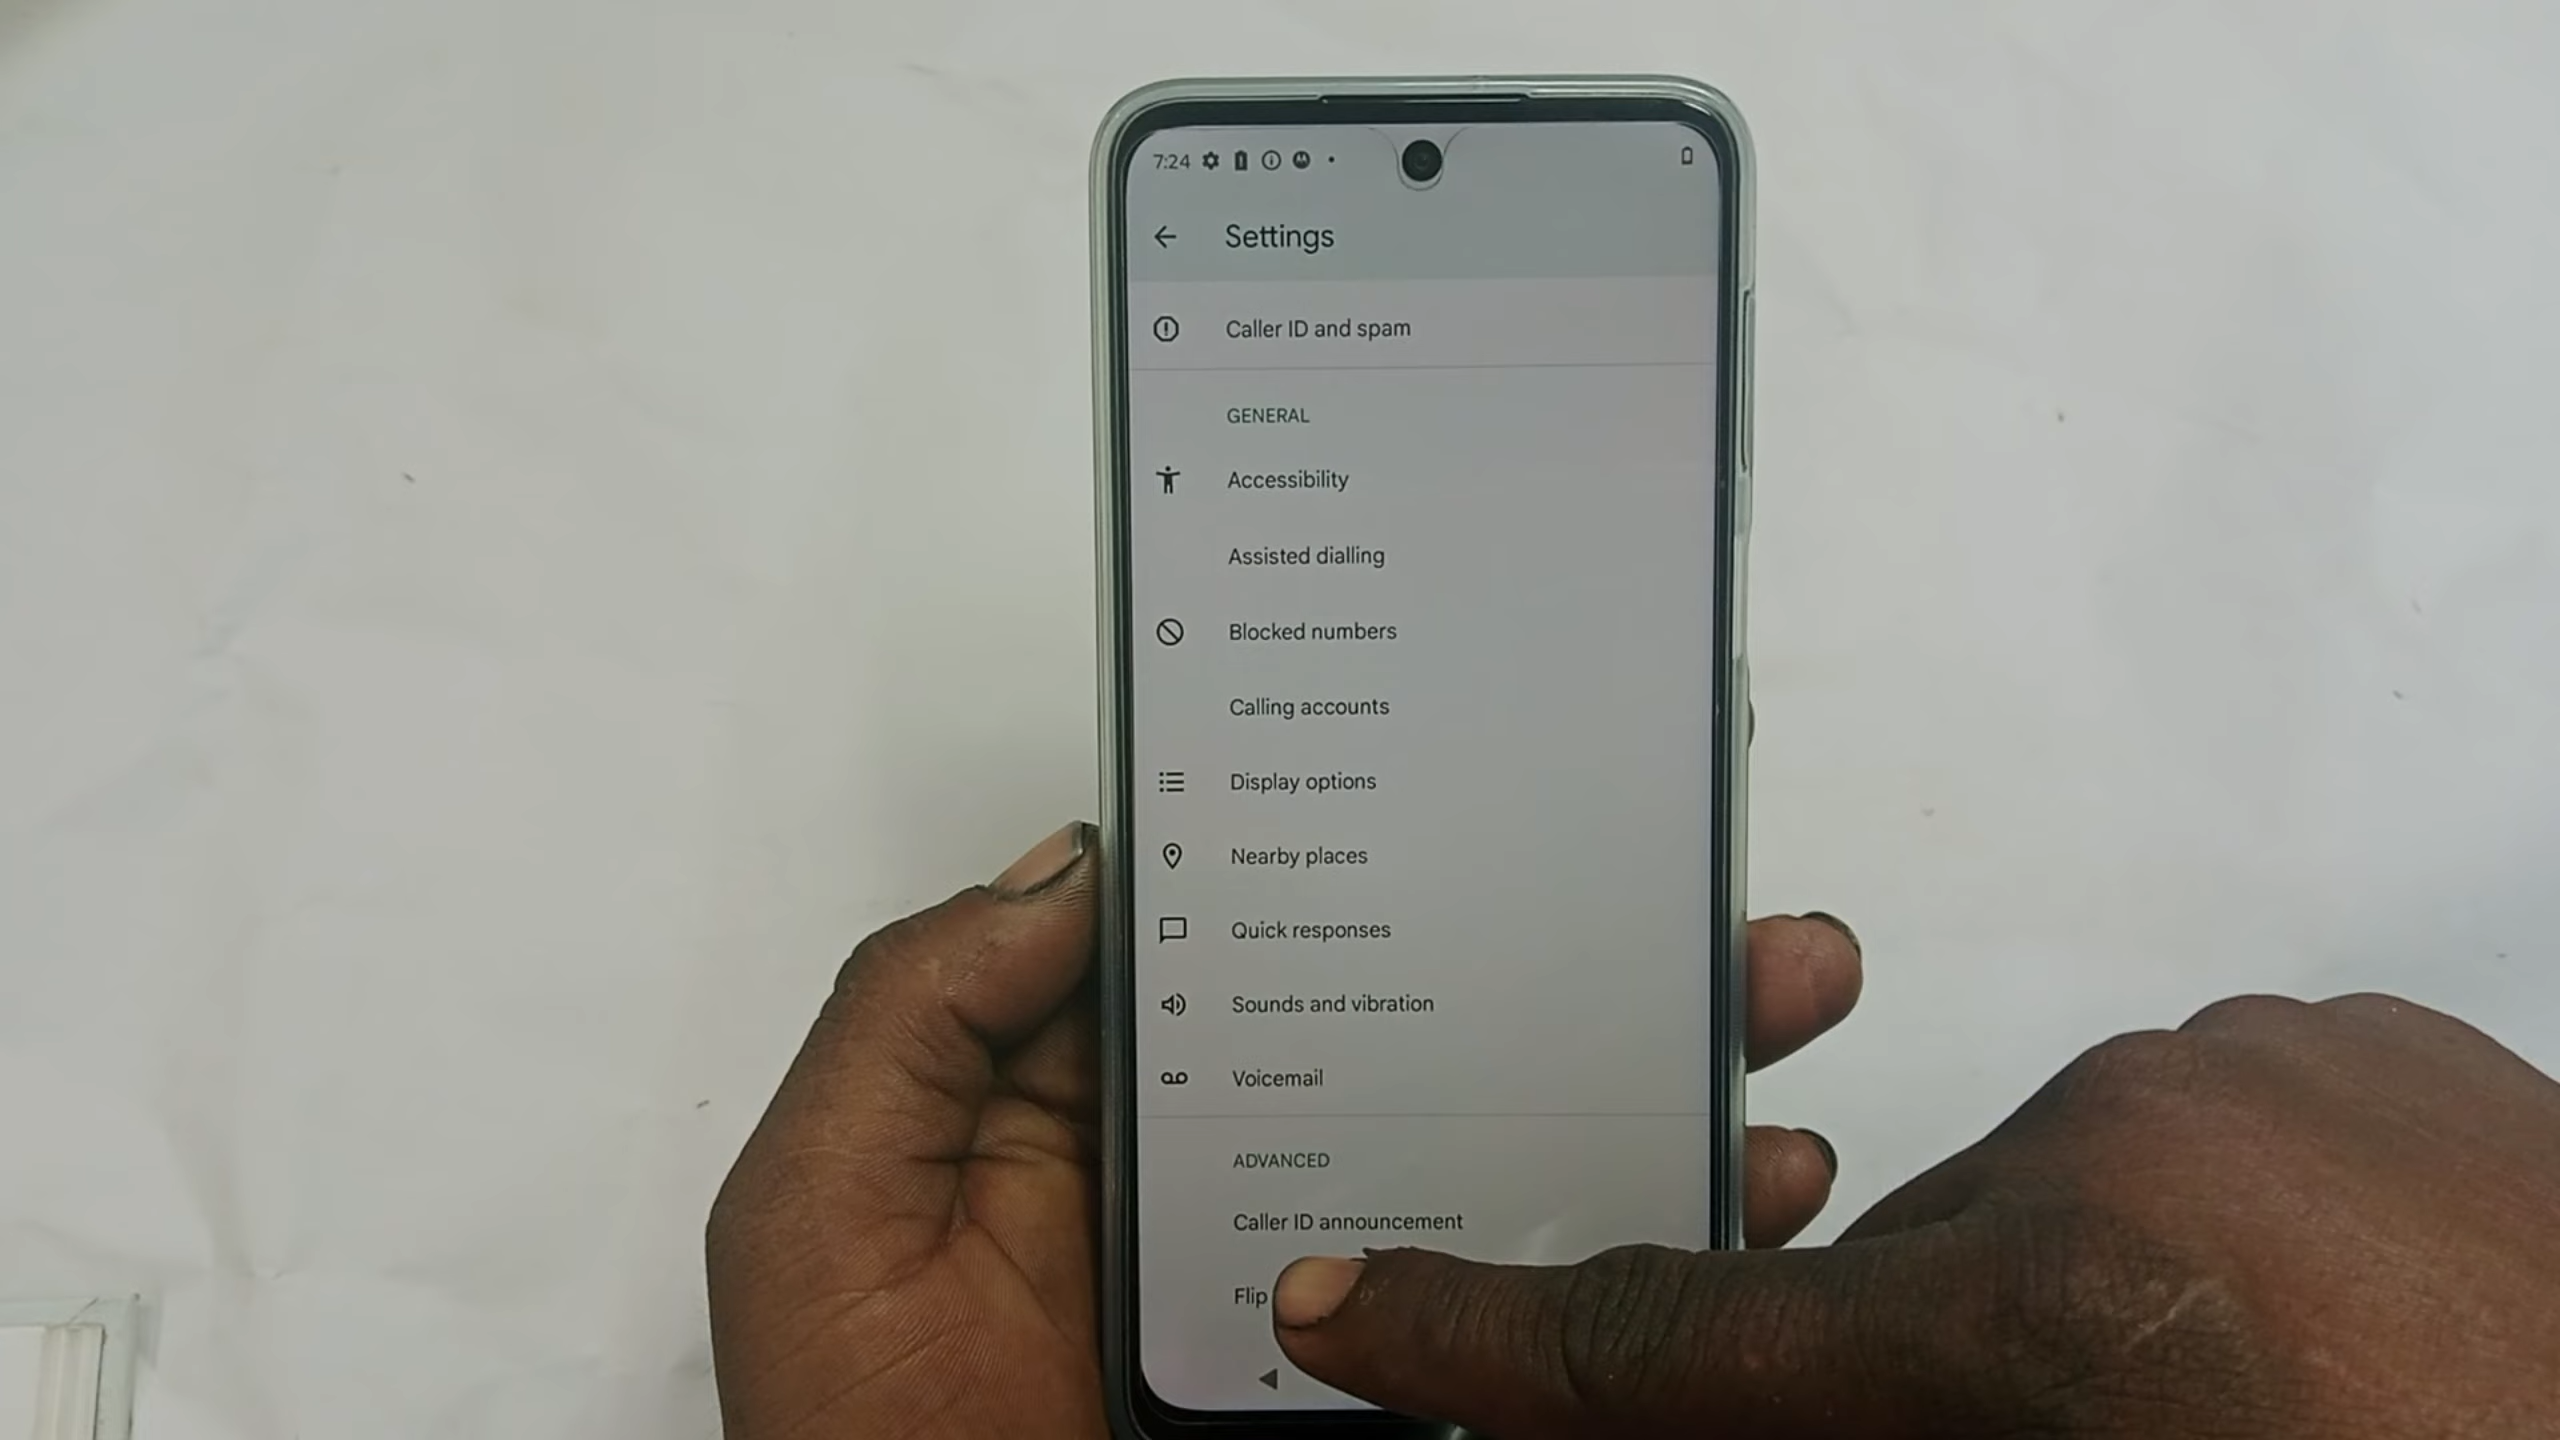 7:24
Settings
Caller ID and spam
GENERAL
Accessibility
Assisted dialling
Blocked numbers
Calling accounts
Display options
Nearby places
Quick responses
Sounds and vibration
Voicemail
ADVANCED
Caller ID announcement
Flip